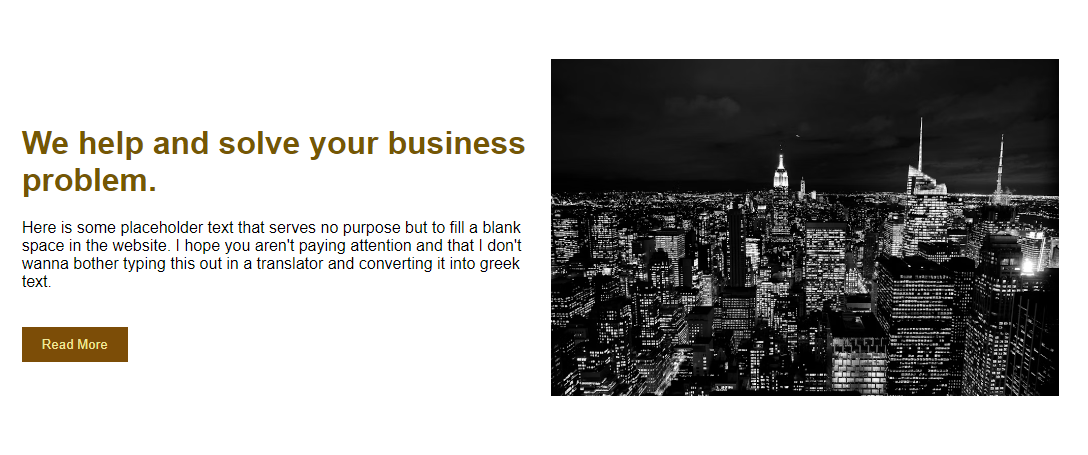 We help and solve your business
problem.
Here is some placeholder text that serves no purpose but to fill a blank
space in the website. I hope you aren't paying attention and that I don't
wanna bother typing this out in a translator and converting it into greek
text.
Read More